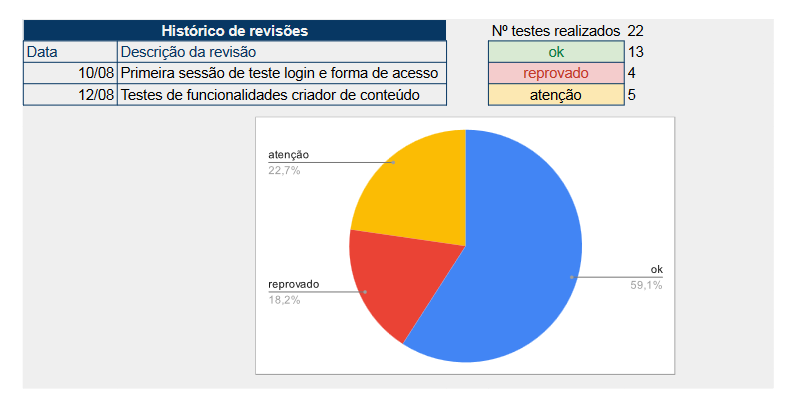 Histórico de revisões
Data Descrição da revisão
10/08 Primeira sessão de teste login e forma de acesso
12/08 Testes de funcionalidades criador de conteúdo
Nº testes realizados 22
ok 13
reprovado 4
atenção 5
atenção
22,7%
reprovado
18,2%
ok
59,1%